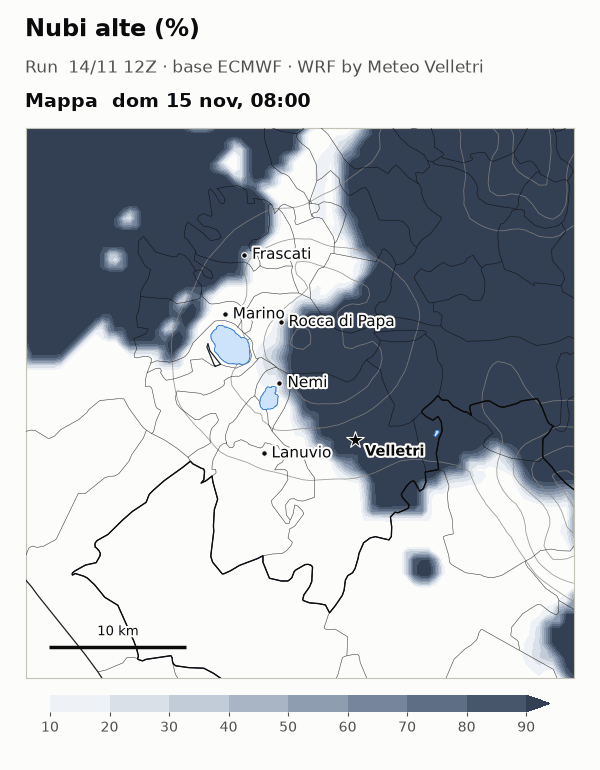 Nubi alte (%)
Run  14/11 12Z · base ECMWF · WRF by Meteo Velletri
Mappa  dom 15 nov, 08:00
Frascati
Marino
Rocca di Papa
Nemi
Velletri
Lanuvio
10 km
10 20 30 40 50 60 70 80 90